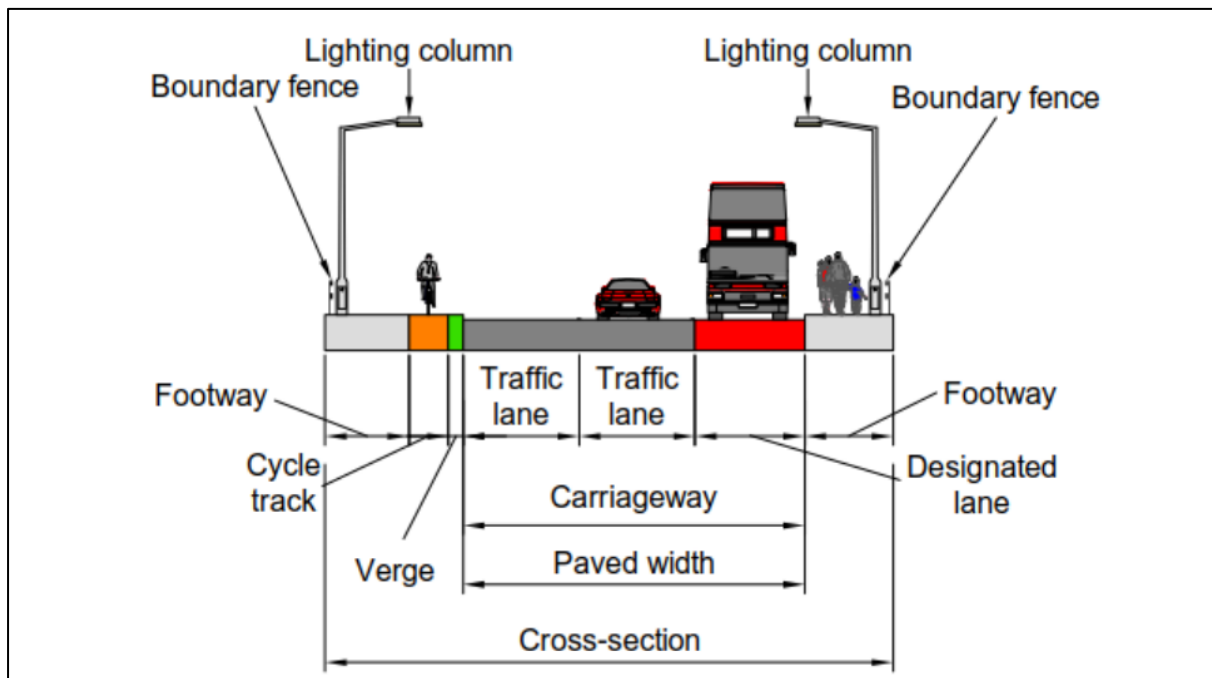 Lighting column
Lighting column
Boundary fence
Boundary fence
Traffic
lane
Traffic
lane
Footway
Footway
Cycle
track
Designated
lane
Carriageway
Verge
Paved width
Cross-section